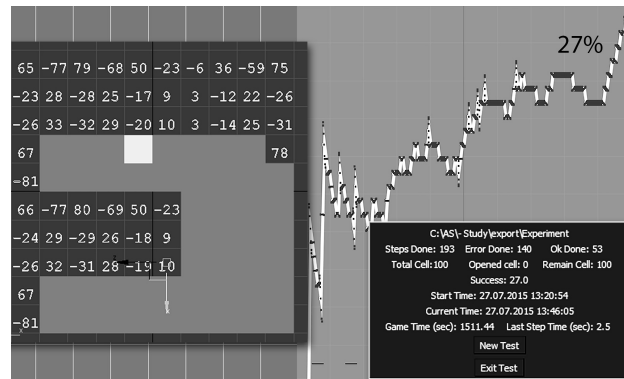 27%
65 -77 79 -68 50 -23 -6 36 -59 75
-23 28 -28 25 -17 9 3 -12 22 -26
-26 33 -32 29 -20 10 3 -14 25 -31
67 78
-81
66 -77 80 -69 50 -23
-24 29 -29 26 -18 9
-26 32 -31 28 -19 10
67
-81
C:\AS\- Study\export\Experiment
Steps Done: 193 Error Done: 140 Ok Done: 53
Total Cell:100 Opened cell: 0 Remain Cell: 100
Success: 27.0
Start Time: 27.07.2015 13:20:54
Current Time: 27.07.2015 13:46:05
Game Time (sec): 1511.44 Last Step Time (sec): 2.5
New Test
Exit Test